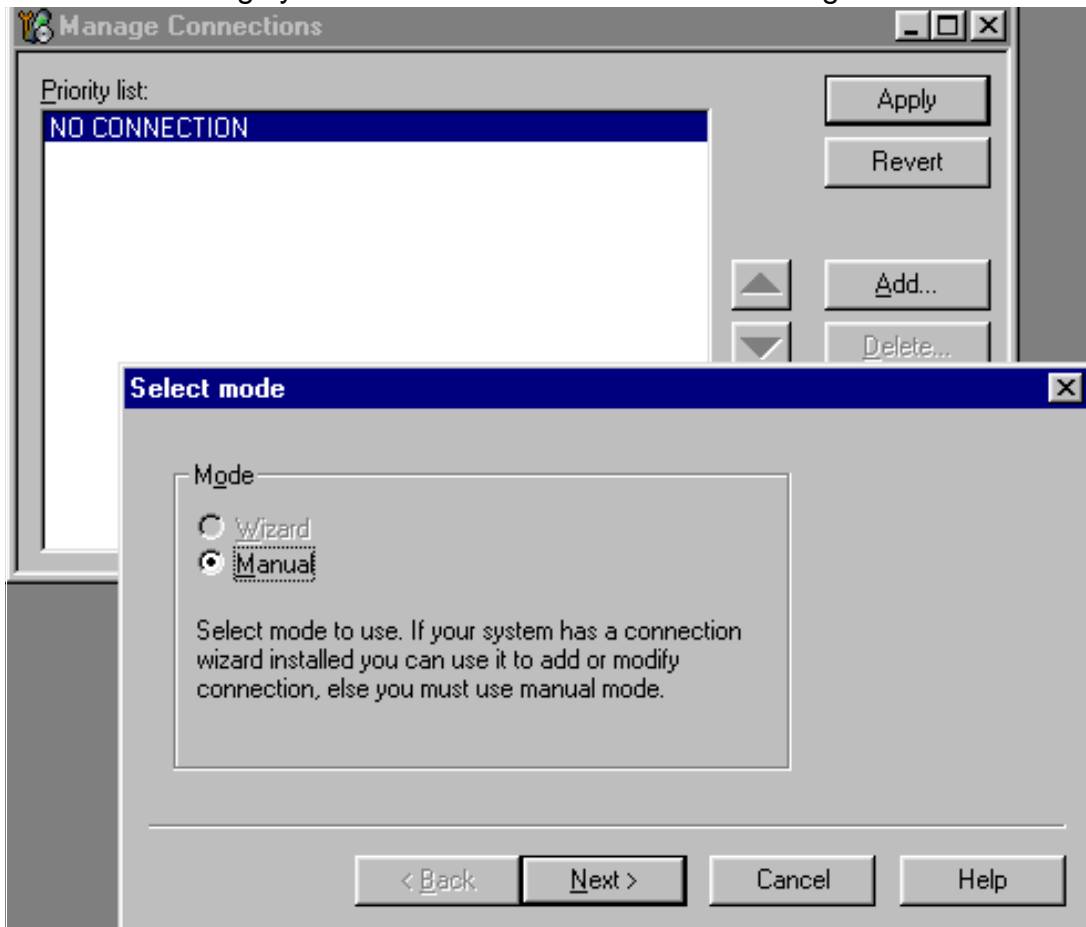 Manage Connections
Priority list:
NO CONNECTION
Apply
Revert
Add...
Delete...
Select mode
Mode
Wizard
Manual
Select mode to use. If your system has a connection
wizard installed you can use it to add or modify
connection, else you must use manual mode.
< Back
Next >
Cancel
Help